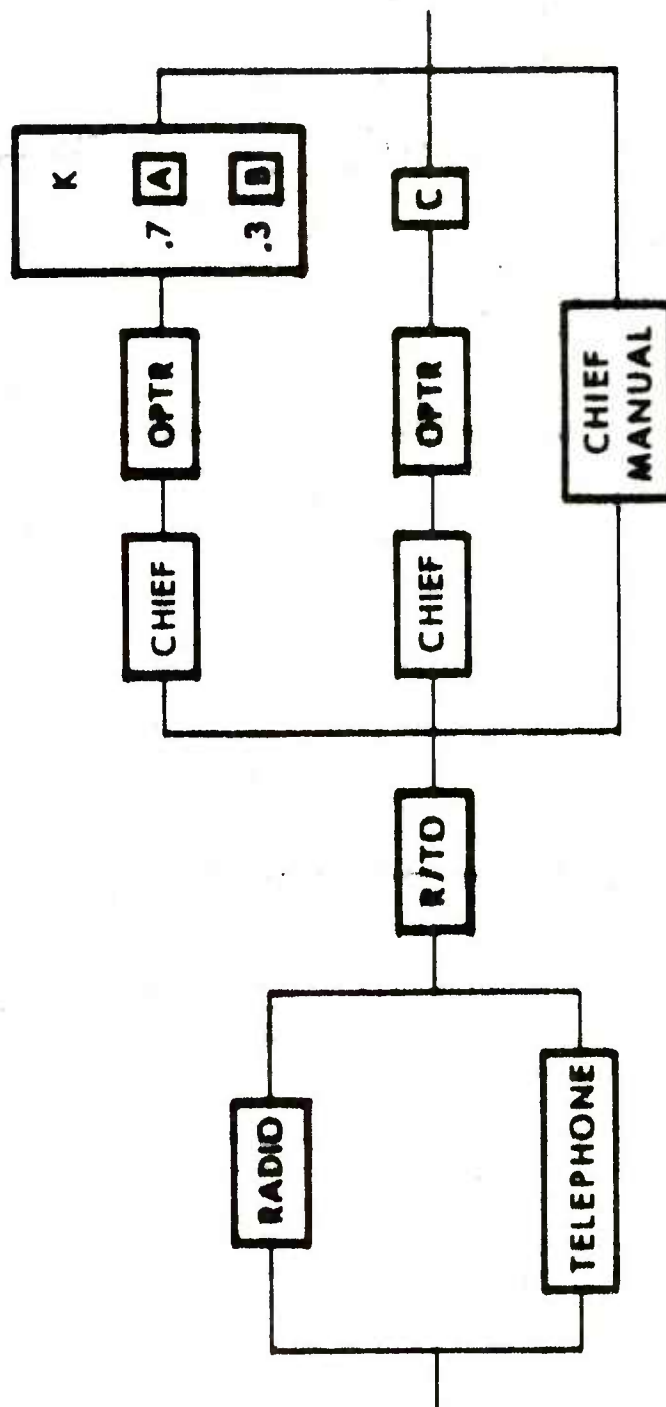 RADIO
TELEPHONE
R/TO
CHIEF
OPTR
K
.7 A
.3 B
CHIEF
OPTR
C
CHIEF
MANUAL